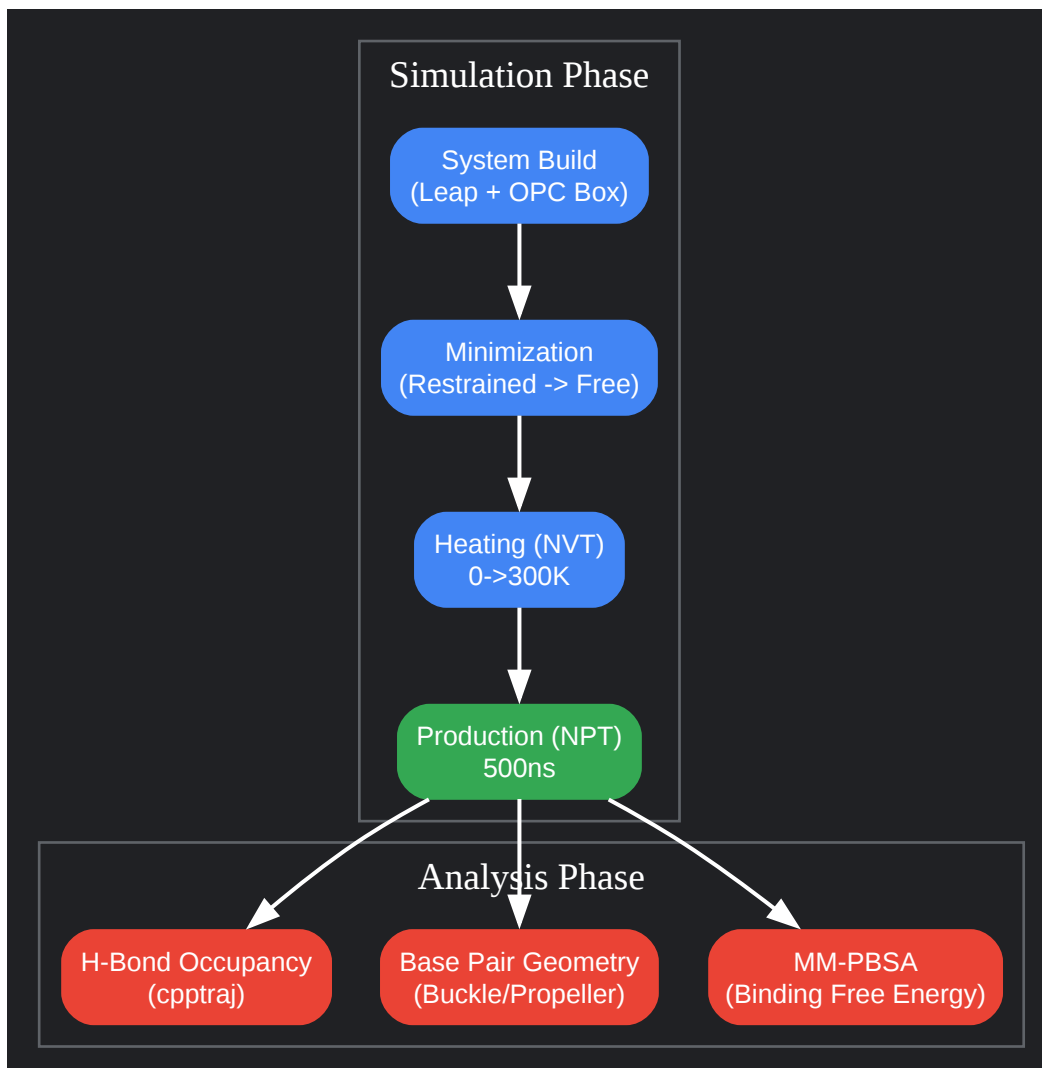 Simulation Phase
System Build
(Leap + OPC Box)
Minimization
(Restrained -> Free)
Heating (NVT)
0->300K
Production (NPT)
500ns
Analysis Phase
H-Bond Occupancy
(cpptraj)
Base Pair Geometry
(Buckle/Propeller)
MM-PBSA
(Binding Free Energy)